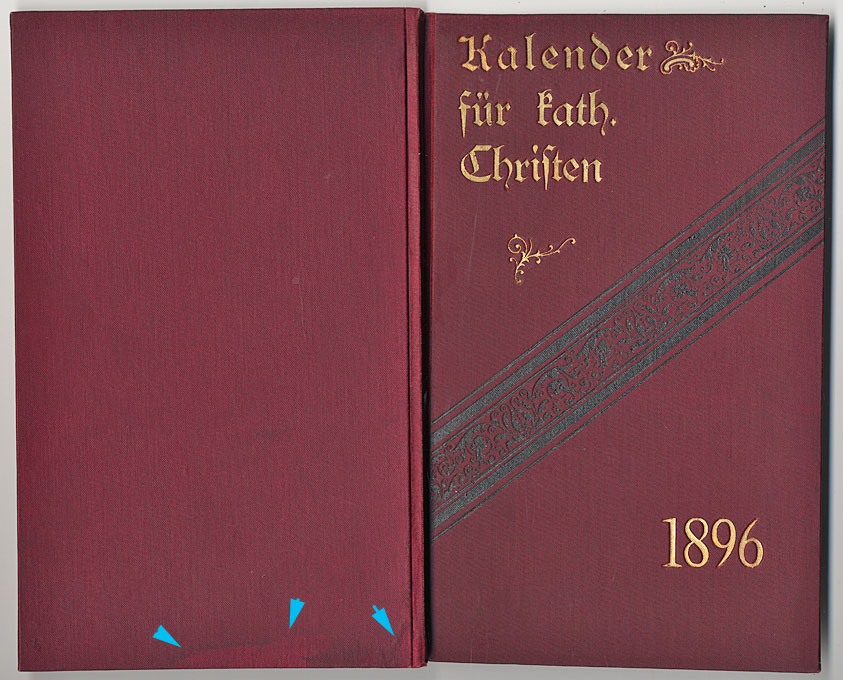 Kalender
für kath.
Chriſten
1896